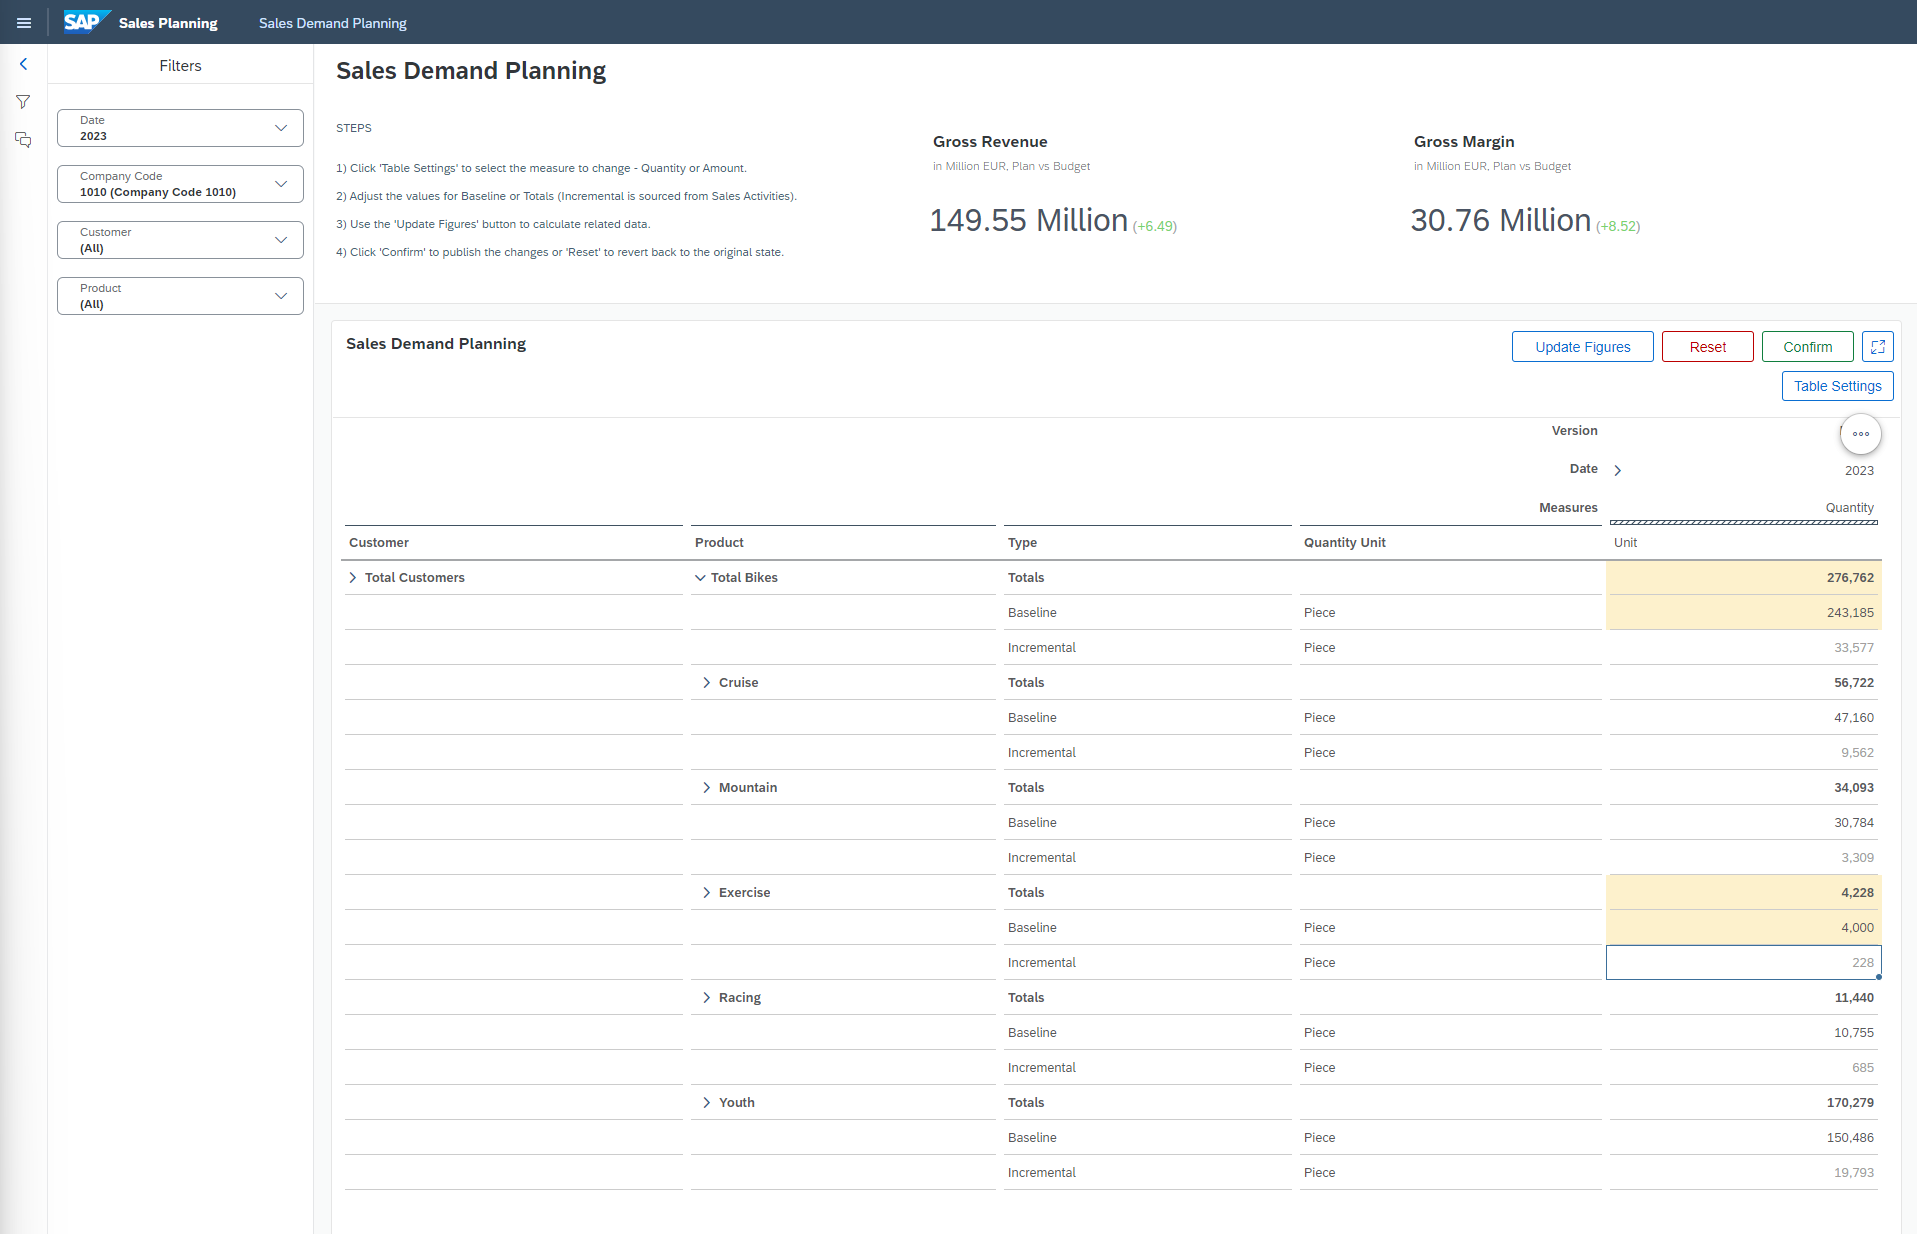 SAP Sales Planning Sales Demand Planning
Filters
Date
2023
Company Code
1010 (Company Code 1010)
Customer
(All)
Product
(All)
Sales Demand Planning
STEPS
1) Click 'Table Settings' to select the measure to change - Quantity or Amount.
2) Adjust the values for Baseline or Totals (Incremental is sourced from Sales Activities).
3) Use the 'Update Figures' button to calculate related data.
4) Click 'Confirm' to publish the changes or 'Reset' to revert back to the original state.
Gross Revenue
in Million EUR, Plan vs Budget
149.55 Million (+6.49)
Gross Margin
in Million EUR, Plan vs Budget
30.76 Million (+8.52)
Sales Demand Planning
Update Figures Reset Confirm
Table Settings
Version
Date 2023
Measures Quantity
Customer Product Type Quantity Unit Unit
Total Customers Total Bikes Totals 276,762
Baseline Piece 243,185
Incremental Piece 33,577
Cruise Totals 56,722
Baseline Piece 47,160
Incremental Piece 9,562
Mountain Totals 34,093
Baseline Piece 30,784
Incremental Piece 3,309
Exercise Totals 4,228
Baseline Piece 4,000
Incremental Piece 228
Racing Totals 11,440
Baseline Piece 10,755
Incremental Piece 685
Youth Totals 170,279
Baseline Piece 150,486
Incremental Piece 19,793